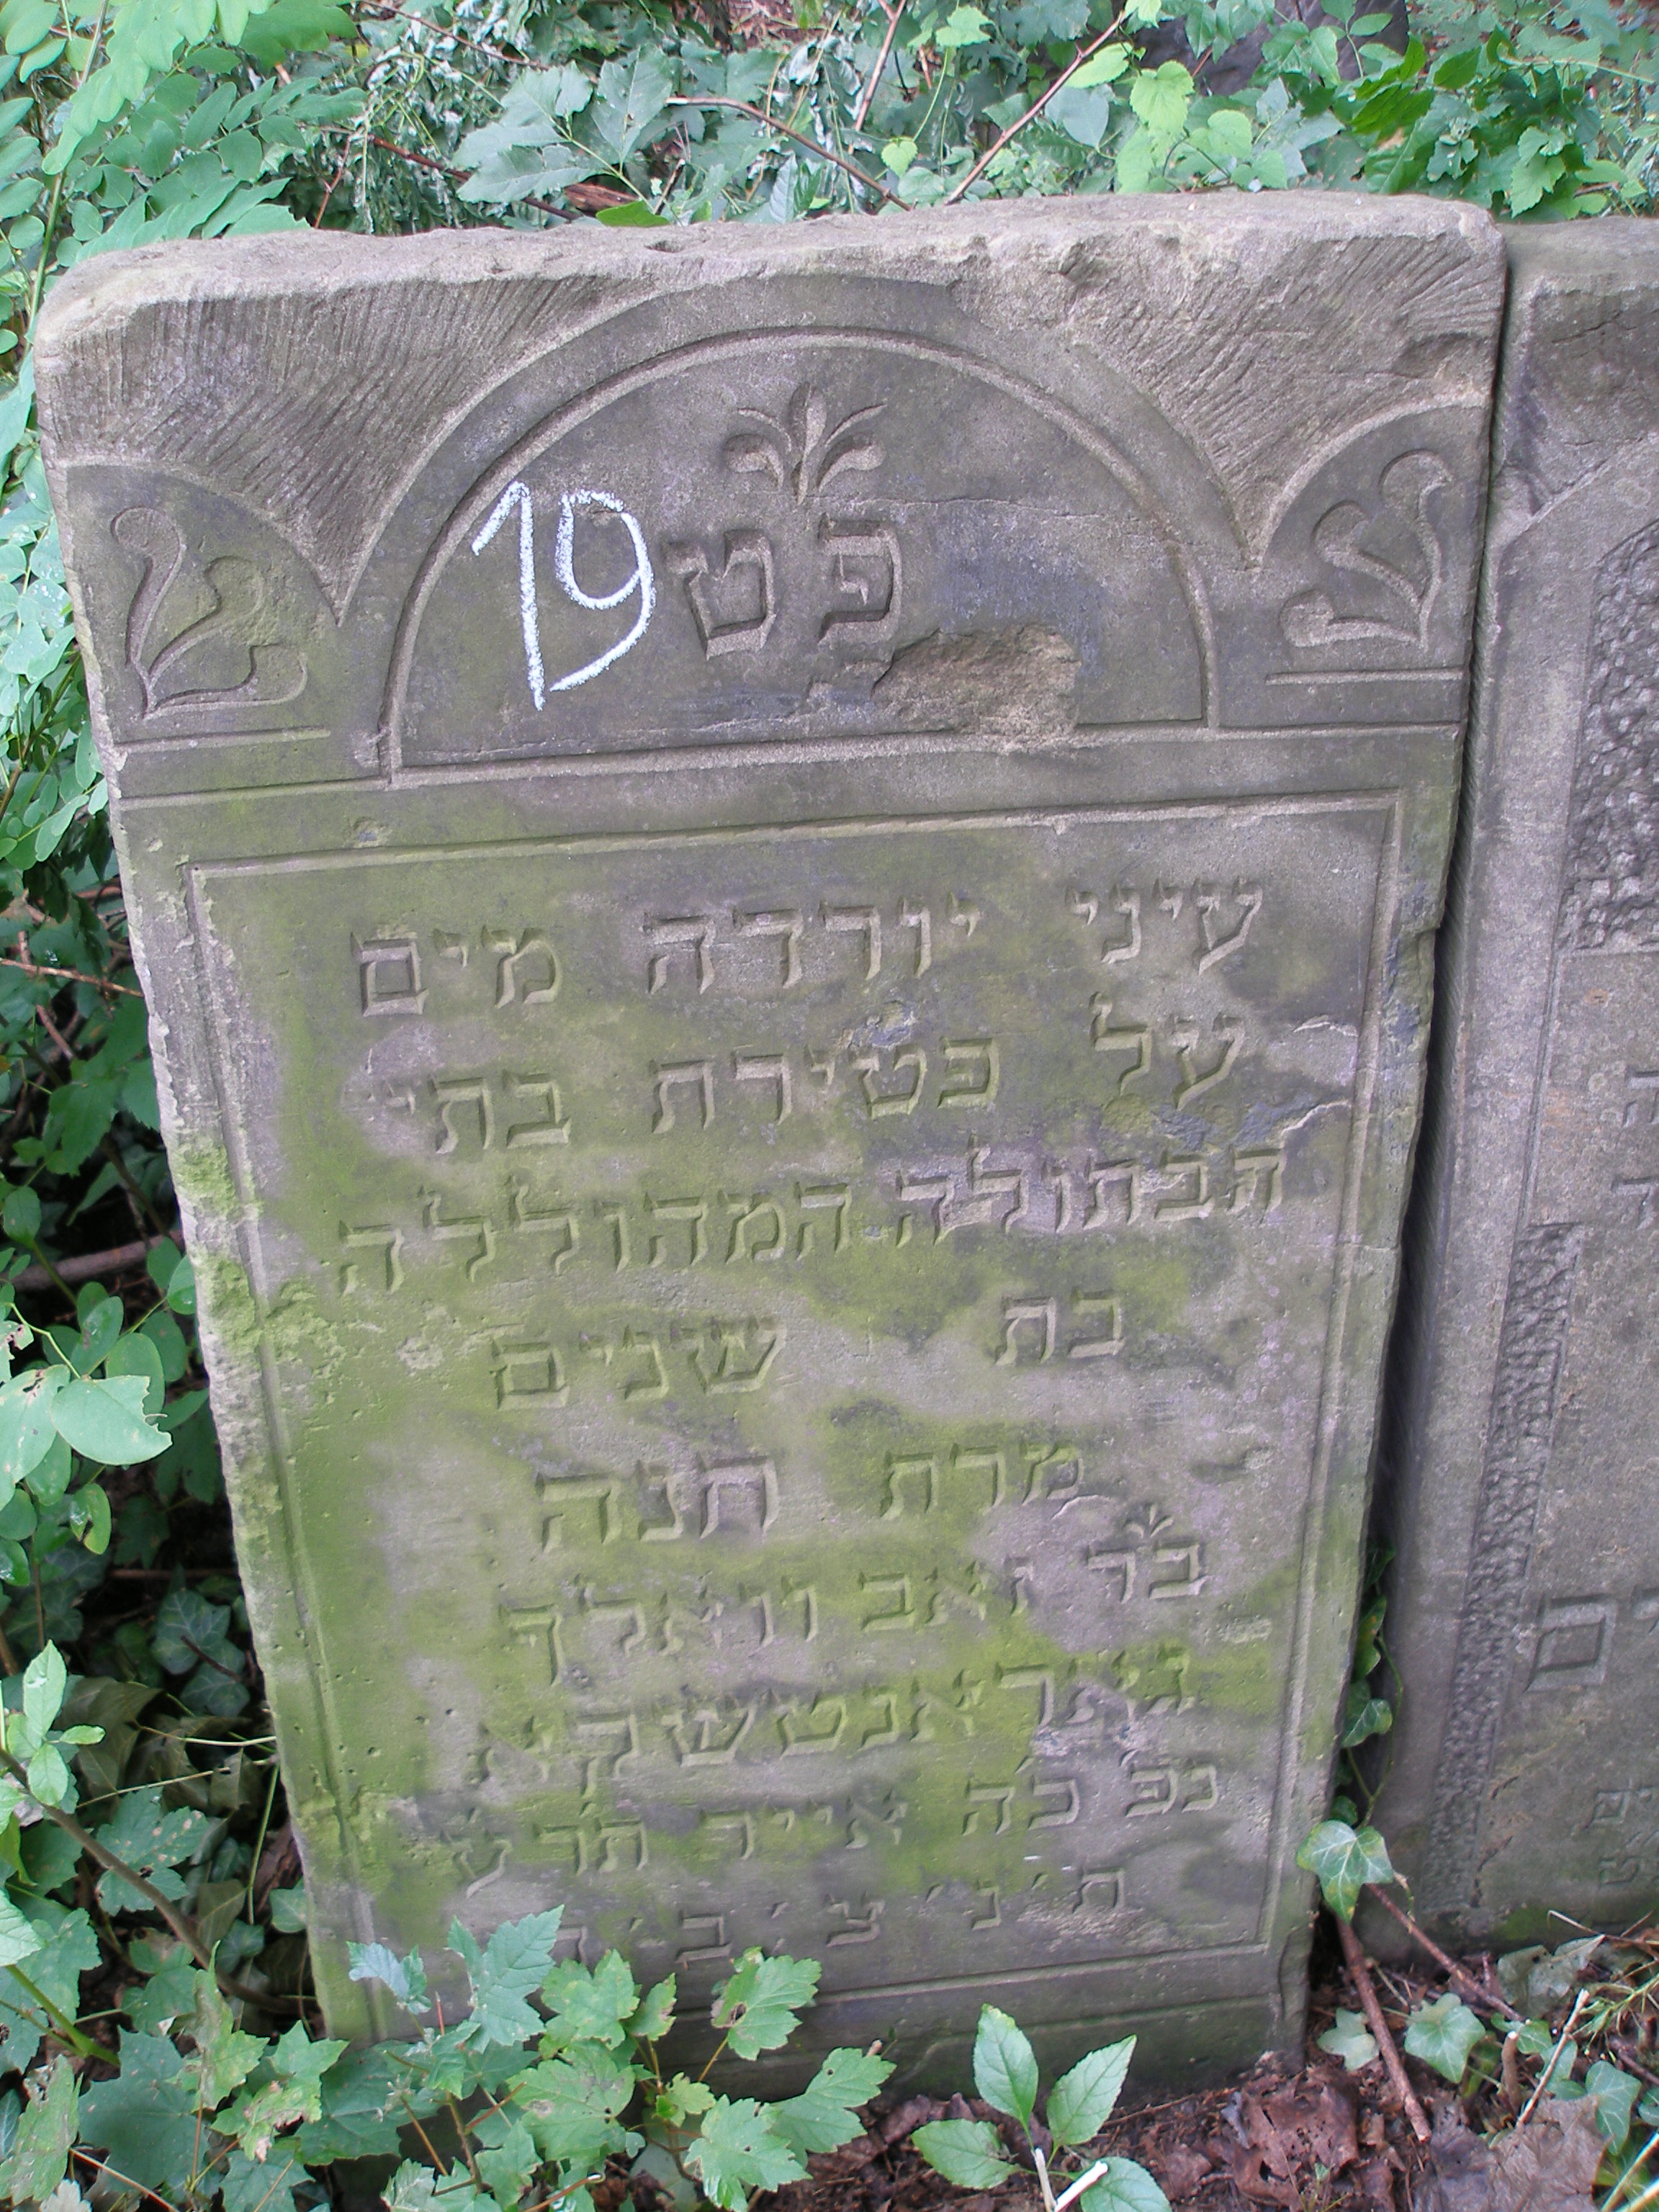 פט
19
עיני יורדה מים
על פטירת בתי
הבתולה המהוללה
בת שנים
מרת חנה
בר זאב וואלף
גאראנטשקא
כה אייר
ת' נ' צ' ב' ה'